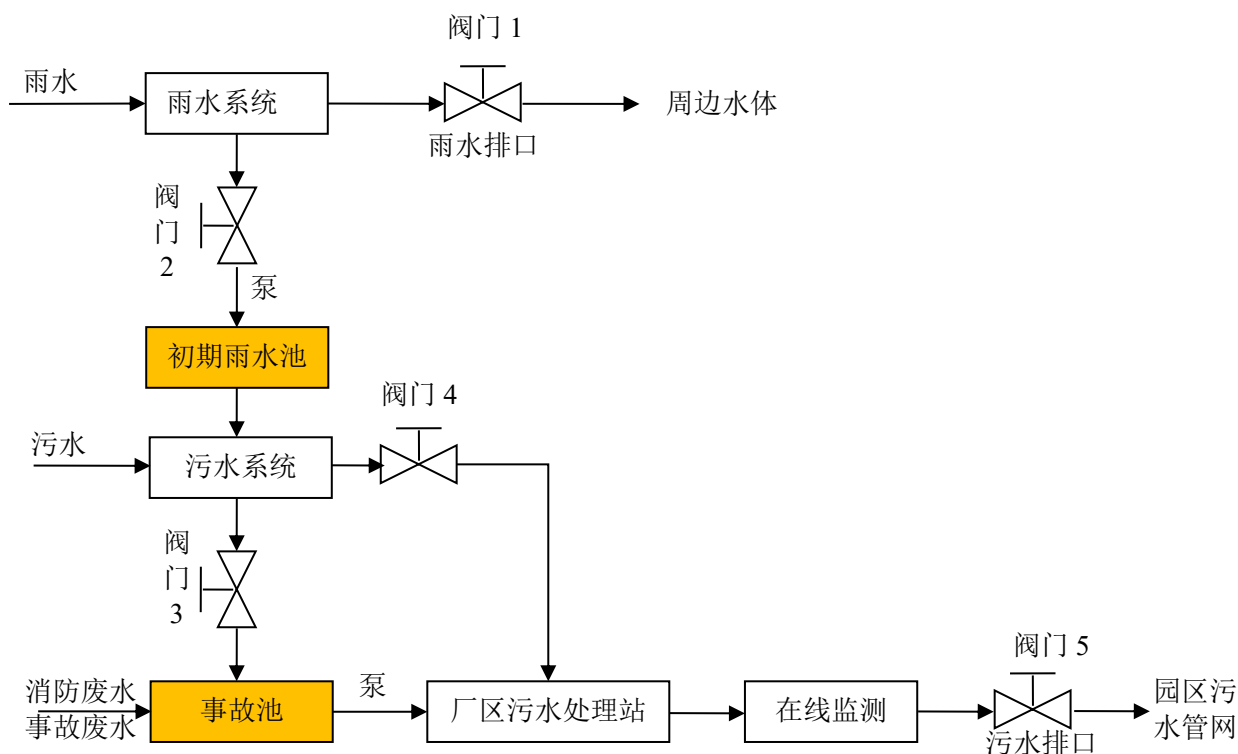 阀门 1
雨水
雨水系统
周边水体
雨水排口
阀
门
2
泵
初期雨水池
阀门 4
污水
污水系统
阀
门
3
阀门 5
消防废水
事故废水
事故池
泵
厂区污水处理站
在线监测
污水排口
园区污
水管网